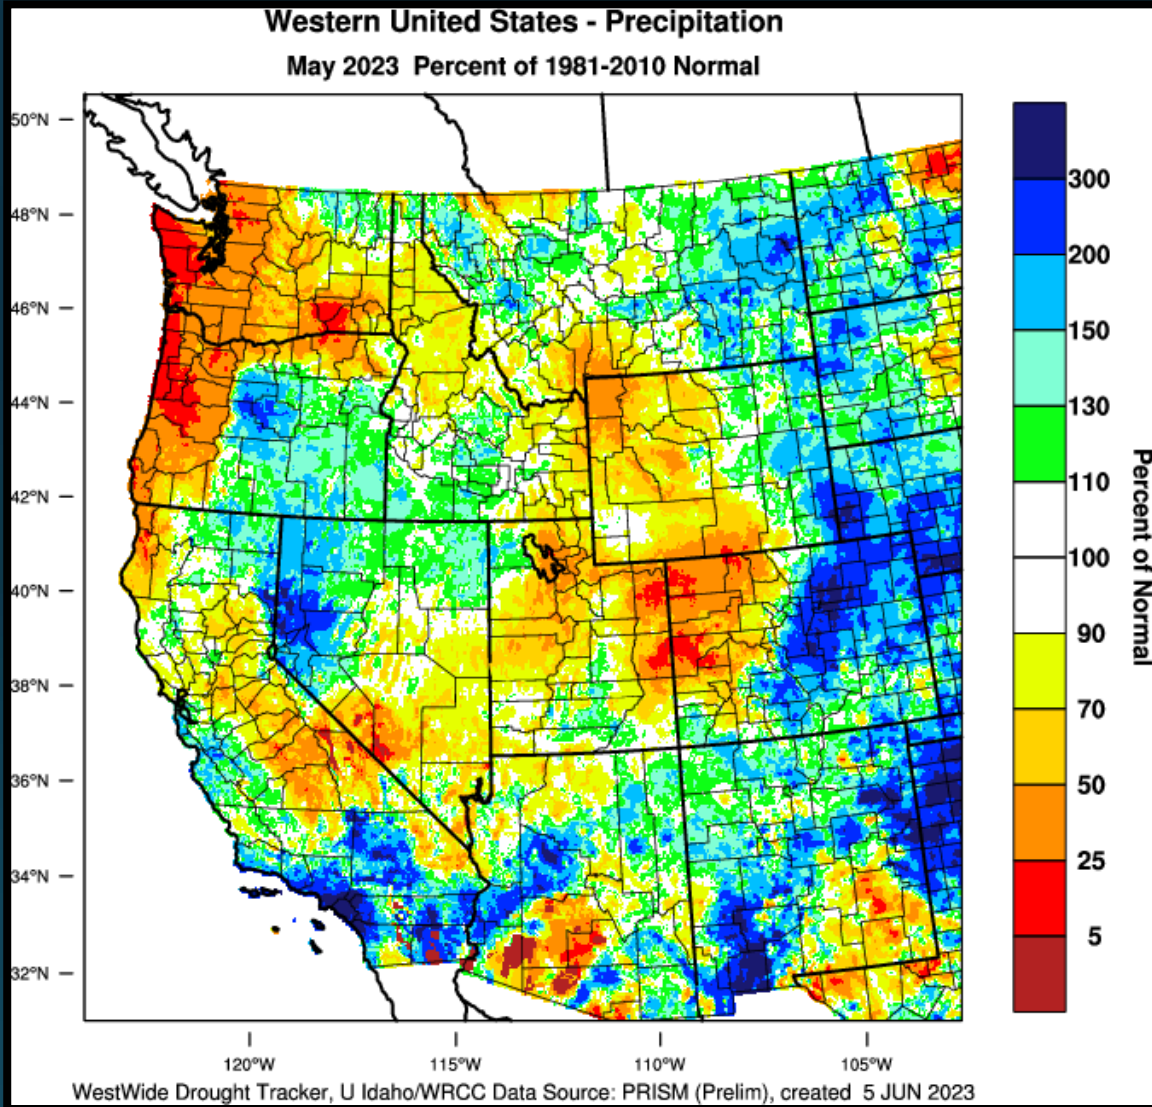 Western United States - Precipitation
May 2023  Percent of 1981-2010 Normal
50°N
48°N
46°N
44°N
42°N
40°N
38°N
36°N
34°N
32°N
120°W
115°W
110°W
105°W
300
200
150
130
110
100
90
70
50
25
5
Percent of Normal
WestWide Drought Tracker, U Idaho/WRCC Data Source: PRISM (Prelim), created  5 JUN 2023